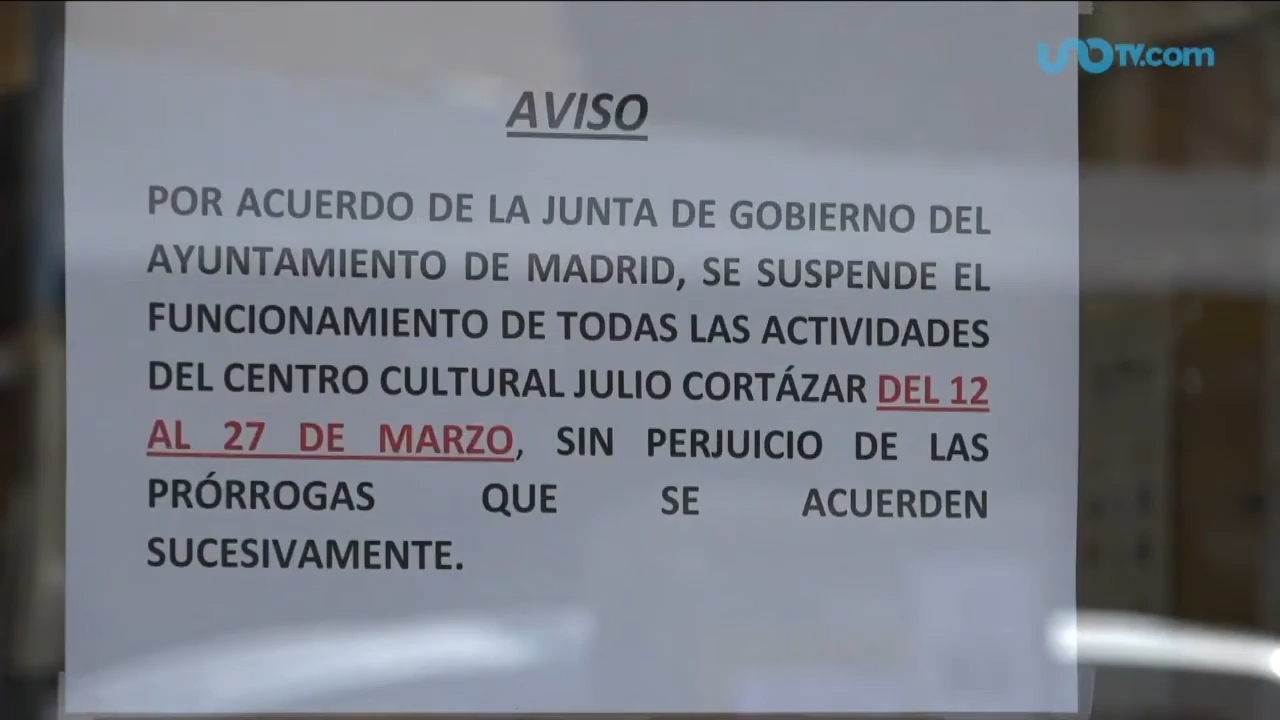 UNOTV.com
AVISO
POR ACUERDO DE LA JUNTA DE GOBIERNO DEL
AYUNTAMIENTO DE MADRID, SE SUSPENDE EL
FUNCIONAMIENTO DE TODAS LAS ACTIVIDADES
DEL CENTRO CULTURAL JULIO CORTÁZAR DEL 12
AL 27 DE MARZO, SIN PERJUICIO DE LAS
PRÓRROGAS QUE SE ACUERDEN
SUCESIVAMENTE.